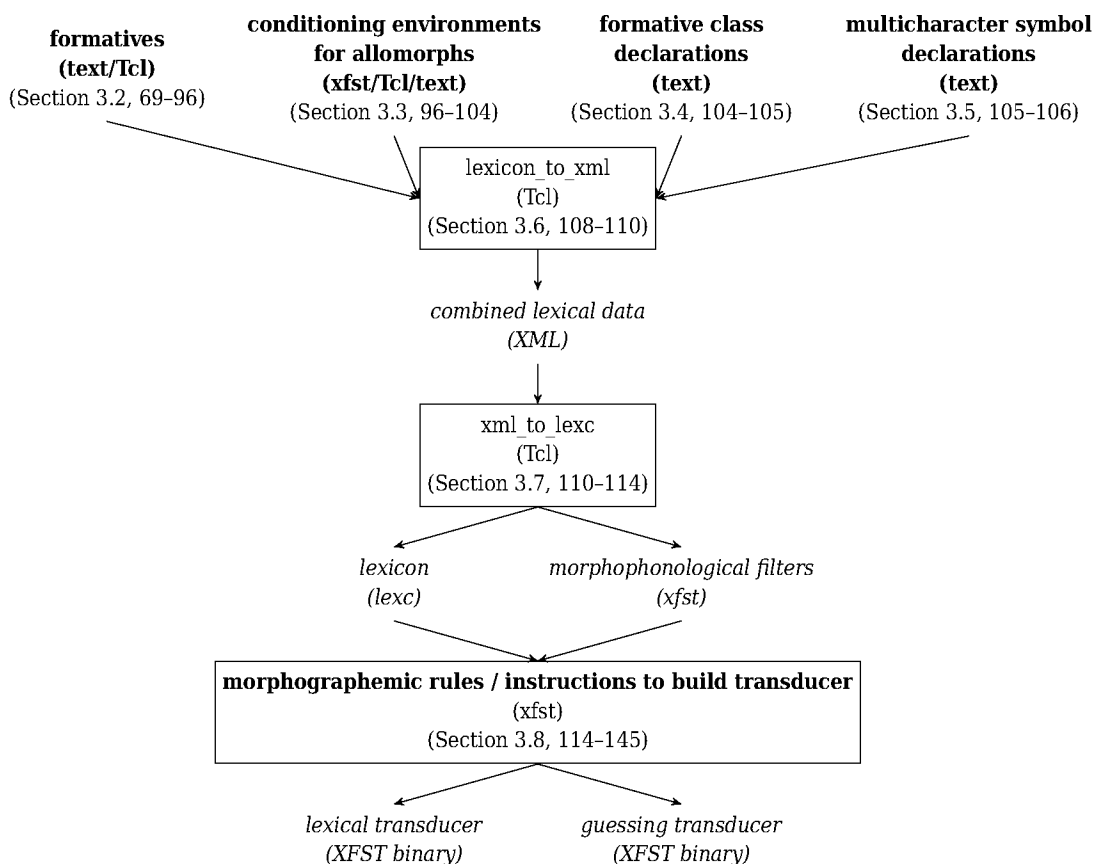 formatives
(text/Tcl)
(Section 3.2, 69–96)
conditioning environments
for allomorphs
(xfst/Tcl/text)
(Section 3.3, 96–104)
formative class
declarations
(text)
(Section 3.4, 104–105)
multicharacter symbol
declarations
(text)
(Section 3.5, 105–106)
lexicon_to_xml
(Tcl)
(Section 3.6, 108–110)
combined lexical data
(XML)
xml_to_lexc
(Tcl)
(Section 3.7, 110–114)
lexicon
(lexc)
morphophonological filters
(xfst)
morphographemic rules / instructions to build transducer
(xfst)
(Section 3.8, 114–145)
lexical transducer
(XFST binary)
guessing transducer
(XFST binary)